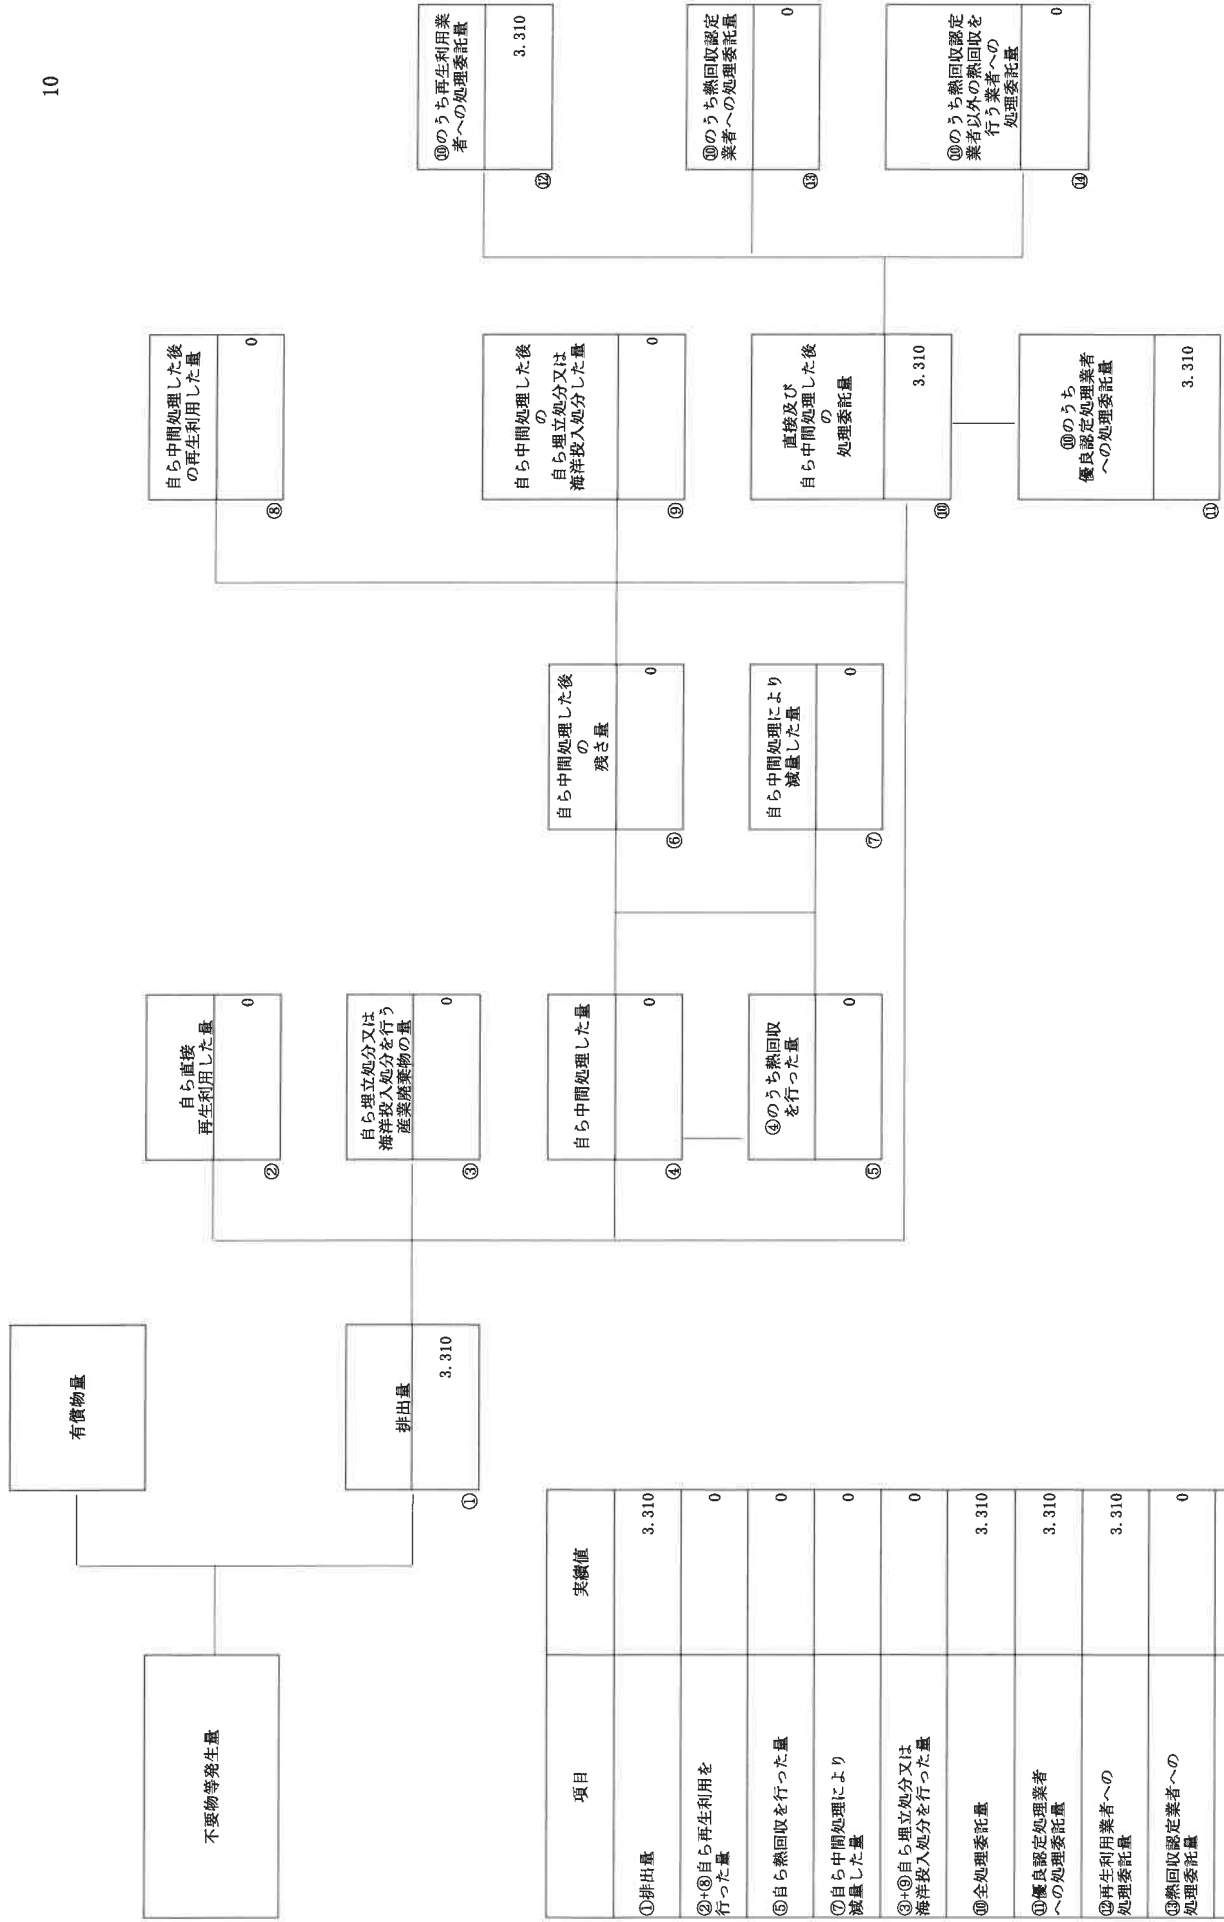 10
不要物等発生量
有償物量
排出量
3.310
①
自ら直接
再生利用した量
0
②
自ら埋立処分又は
海洋投入処分を行う
産業廃棄物の量
0
③
自ら中間処理した量
0
④
④のうち熱回収
を行った量
0
⑤
自ら中間処理した後
の
残さ量
0
⑥
自ら中間処理により
減量した量
0
⑦
自ら中間処理した後
の再生利用した量
0
⑧
自ら中間処理した後
の
自ら埋立処分又は
海洋投入処分した量
0
⑨
直接及び
自ら中間処理した後
の
処理委託量
3.310
⑩
⑩のうち
優良認定処理業者
への処理委託量
3.310
⑪
⑩のうち再生利用業
者への処理委託量
3.310
⑫
⑩のうち熱回収認定
業者への処理委託量
0
⑬
⑩のうち熱回収認定
業者以外の熱回収を
行う業者への
処理委託量
0
⑭
項目
実績値
①排出量
3.310
②+⑧自ら再生利用を
行った量
0
⑤自ら熱回収を行った量
0
⑦自ら中間処理により
減量した量
0
③+⑨自ら埋立処分又は
海洋投入処分を行った量
0
⑩全処理委託量
3.310
⑪優良認定処理業者
への処理委託量
3.310
⑫再生利用業者への
処理委託量
3.310
⑬熱回収認定業者への
処理委託量
0